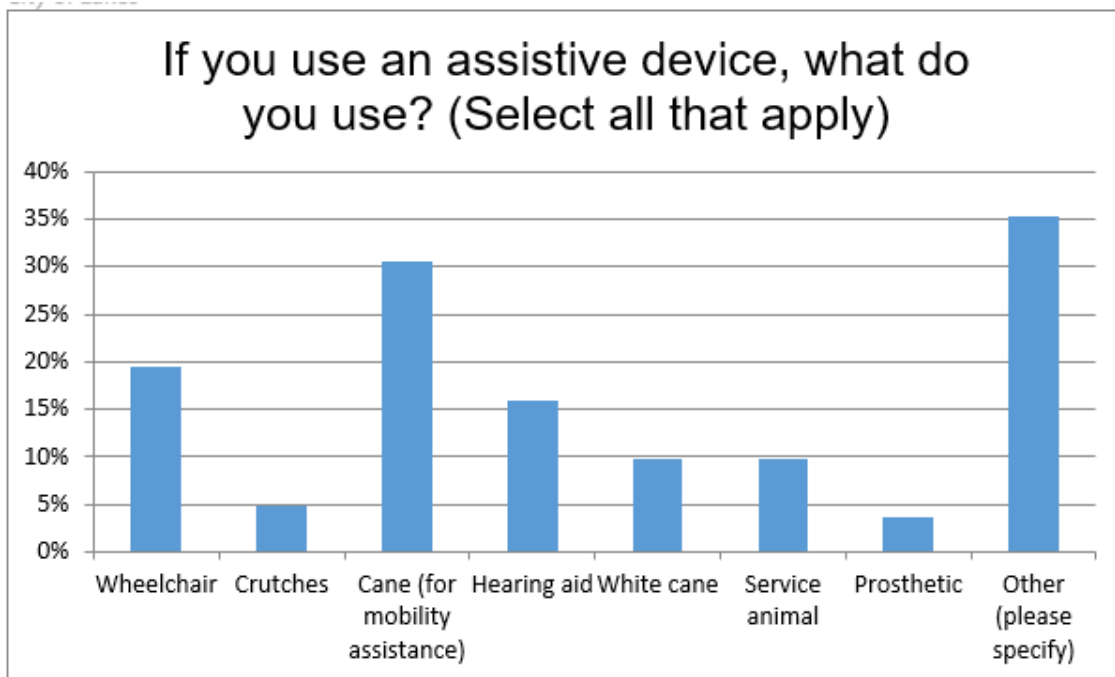 If you use an assistive device, what do
you use? (Select all that apply)
40%
35%
30%
25%
20%
15%
10%
5%
0%
Wheelchair
Crutches
Cane (for
mobility
assistance)
Hearing aid
White cane
Service
animal
Prosthetic
Other
(please
specify)